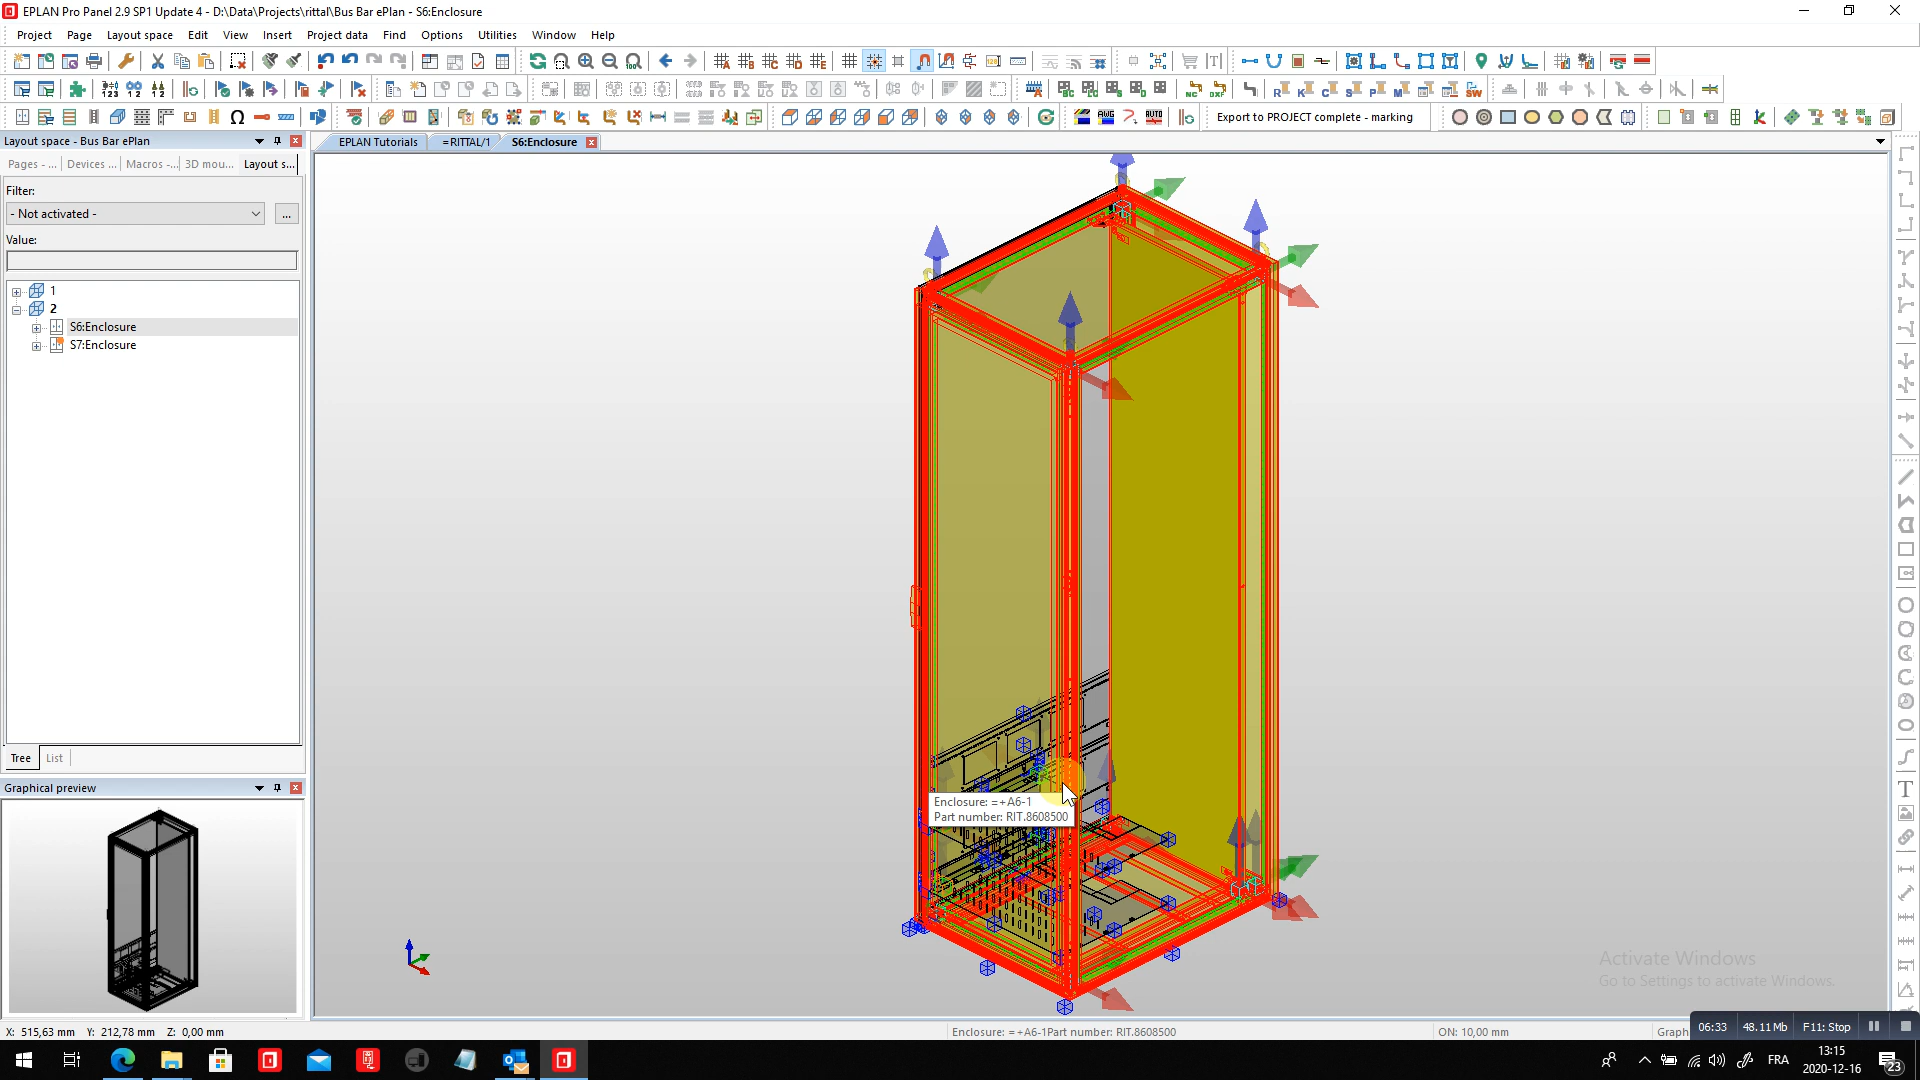 EPLAN Pro Panel 2.9 SP1 Update 4 - D:\Data\Projects\rittal\Bus Bar ePlan - S6:Enclosure
Project Page Layout space Edit View Insert Project data Find Options Utilities Window Help
Export to PROJECT complete - marking
Layout space - Bus Bar ePlan
EPLAN Tutorials =RITTAL/1 S6:Enclosure
Pages - ... Devices ... Macros -... 3D mou... Layout s...
Filter:
- Not activated -
...
Value:
1
2
S6:Enclosure
S7:Enclosure
Enclosure: =+A6-1
Part number: RIT.8608500
Tree List
Graphical preview
Activate Windows
Go to Settings to activate Windows.
X: 515,63 mm Y: 212,78 mm Z: 0,00 mm
Enclosure: =+A6-1Part number: RIT.8608500
ON: 10,00 mm
Graph
06:33 48.11 Mb F11: Stop
FRA
13:15
2020-12-16
23